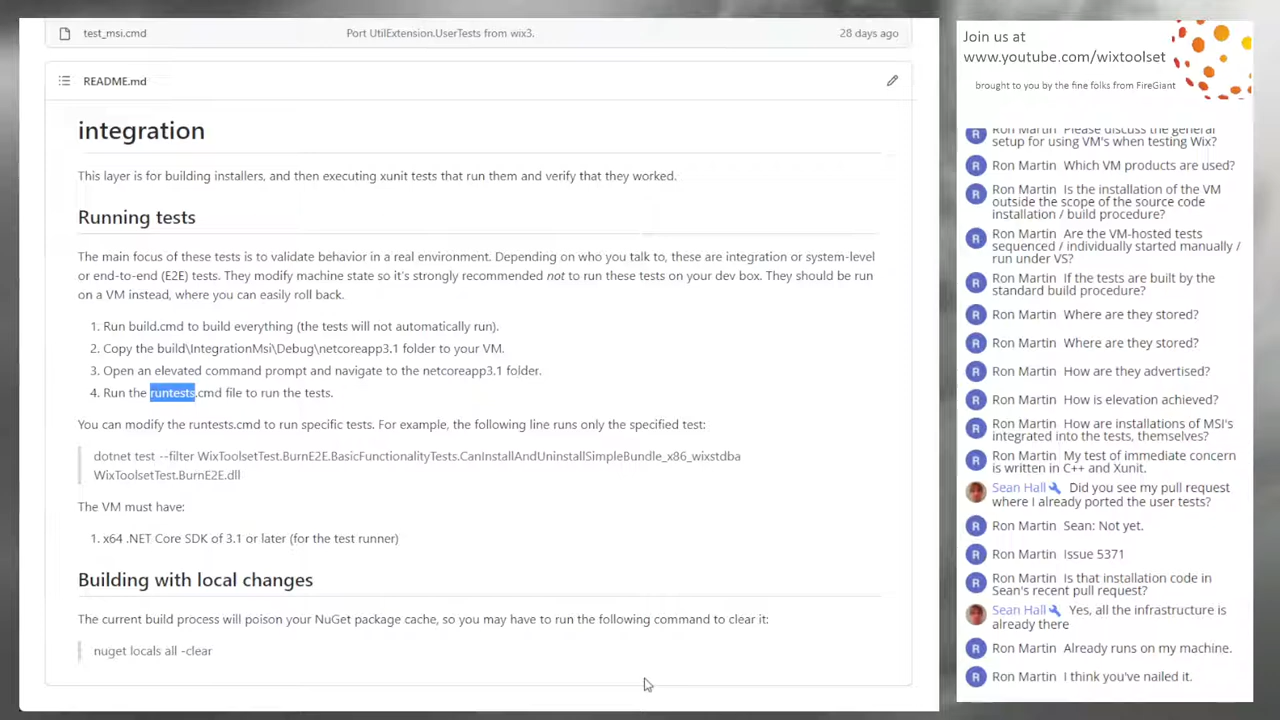 test_msi.cmd Port UtilExtension.UserTests from wix3. 28 days ago
README.md
integration
This layer is for building installers, and then executing xunit tests that run them and verify that they worked.
Running tests
The main focus of these tests is to validate behavior in a real environment. Depending on who you talk to, these are integration or system-level
or end-to-end (E2E) tests. They modify machine state so it's strongly recommended not to run these tests on your dev box. They should be run
on a VM instead, where you can easily roll back.
1. Run build.cmd to build everything (the tests will not automatically run).
2. Copy the build\IntegrationMsi\Debug\netcoreapp3.1 folder to your VM.
3. Open an elevated command prompt and navigate to the netcoreapp3.1 folder.
4. Run the runtests.cmd file to run the tests.
You can modify the runtests.cmd to run specific tests. For example, the following line runs only the specified test:
dotnet test --filter WixToolsetTest.BurnE2E.BasicFunctionalityTests.CanInstallAndUninstallSimpleBundle_x86_wixstdba
WixToolsetTest.BurnE2E.dll
The VM must have:
1. x64 .NET Core SDK of 3.1 or later (for the test runner)
Building with local changes
The current build process will poison your NuGet package cache, so you may have to run the following command to clear it:
nuget locals all -clear
Join us at
www.youtube.com/wixtoolset
brought to you by the fine folks from FireGiant
R Ron Martin Please discuss the general
setup for using VM's when testing Wix?
R Ron Martin Which VM products are used?
R Ron Martin Is the installation of the VM
outside the scope of the source code
installation / build procedure?
R Ron Martin Are the VM-hosted tests
sequenced / individually started manually /
run under VS?
R Ron Martin If the tests are built by the
standard build procedure?
R Ron Martin Where are they stored?
R Ron Martin Where are they stored?
R Ron Martin How are they advertised?
R Ron Martin How is elevation achieved?
R Ron Martin How are installations of MSI's
integrated into the tests, themselves?
R Ron Martin My test of immediate concern
is written in C++ and Xunit.
Sean Hall Did you see my pull request
where I already ported the user tests?
R Ron Martin Sean: Not yet.
R Ron Martin Issue 5371
R Ron Martin Is that installation code in
Sean's recent pull request?
Sean Hall Yes, all the infrastructure is
already there
R Ron Martin Already runs on my machine.
R Ron Martin I think you've nailed it.